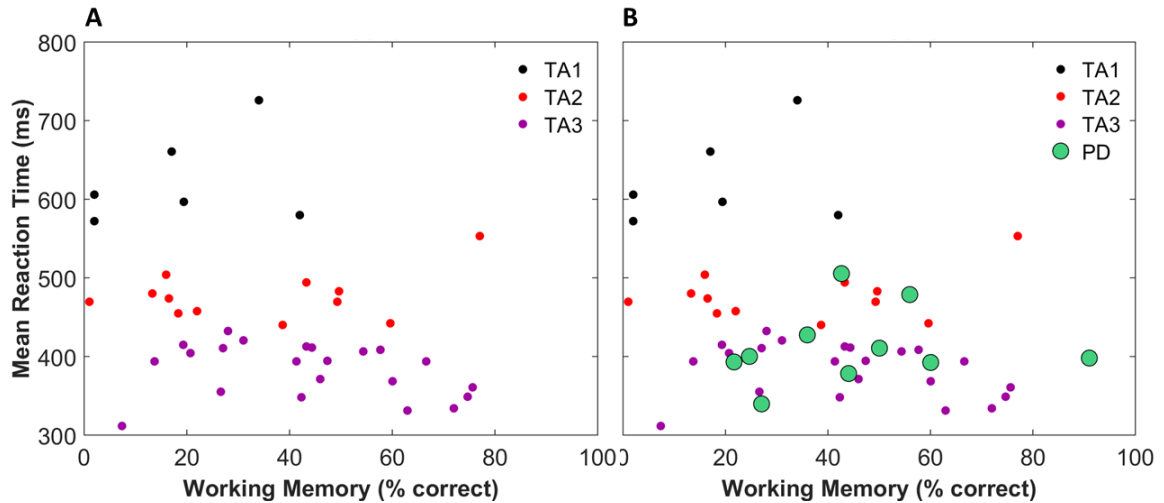 A
B
800
700
600
500
400
300
Mean Reaction Time (ms)
TA1
TA2
TA3
TA1
TA2
TA3
PD
0 20 40 60 80 100
0 20 40 60 80 100
Working Memory (% correct)
Working Memory (% correct)